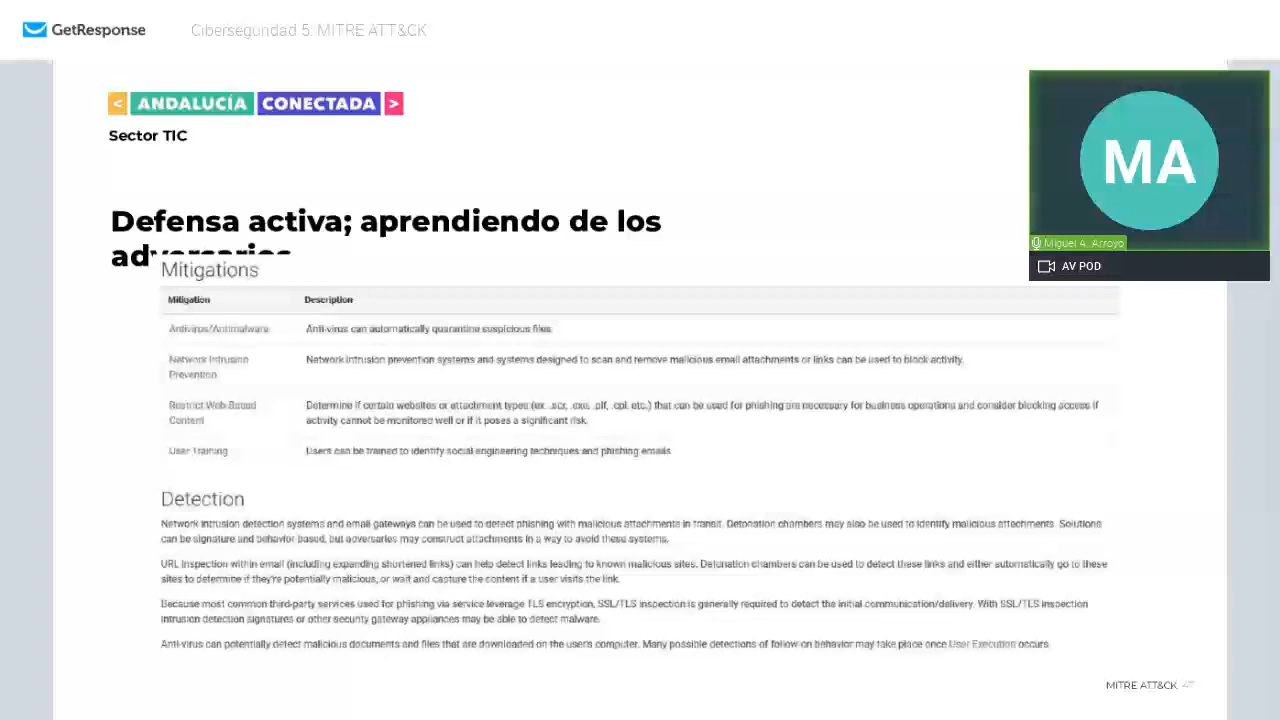 GetResponse
Ciberseguridad 5: MITRE ATT&CK
< ANDALUCÍA CONECTADA >
Sector TIC
MA
Miguel A. Arroyo
AV POD
Defensa activa; aprendiendo de los
adversarios
Mitigations
Mitigation Description
Antivirus/Antimalware Anti-virus can automatically quarantine suspicious files.
Network Intrusion Prevention Network intrusion prevention systems and systems designed to scan and remove malicious email attachments or links can be used to block activity.
Restrict Web-Based Content Determine if certain websites or attachment types (ex: .scr, .exe, .pif, .cpl, etc.) that can be used for phishing are necessary for business operations and consider blocking access if
activity cannot be monitored well or if it poses a significant risk.
User Training Users can be trained to identify social engineering techniques and phishing emails
Detection
Network intrusion detection systems and email gateways can be used to detect phishing with malicious attachments in transit. Detonation chambers may also be used to identify malicious attachments. Solutions
can be signature and behavior based, but adversaries may construct attachments in a way to avoid these systems.
URL inspection within email (including expanding shortened links) can help detect links leading to known malicious sites. Detonation chambers can be used to detect these links and either automatically go to these
sites to determine if they're potentially malicious, or wait and capture the content if a user visits the link.
Because most common third-party services used for phishing via service leverage TLS encryption, SSL/TLS inspection is generally required to detect the initial communication/delivery. With SSL/TLS inspection
intrusion detection signatures or other security gateway appliances may be able to detect malware.
Anti-virus can potentially detect malicious documents and files that are downloaded on the user's computer. Many possible detections of follow-on behavior may take place once User Execution occurs.
MITRE ATT&CK 47